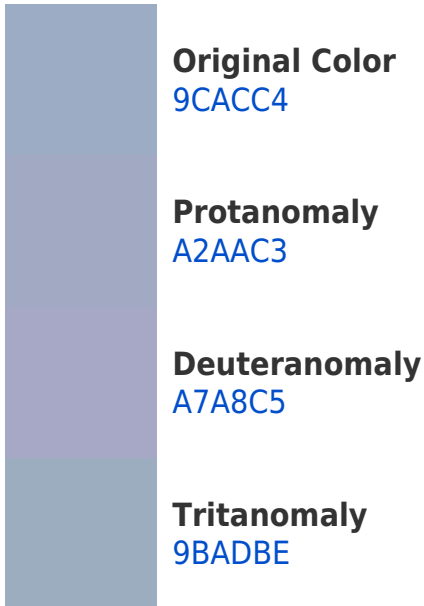 Original Color
9CACC4
Protanomaly
A2AAC3
Deuteranomaly
A7A8C5
Tritanomaly
9BADBE